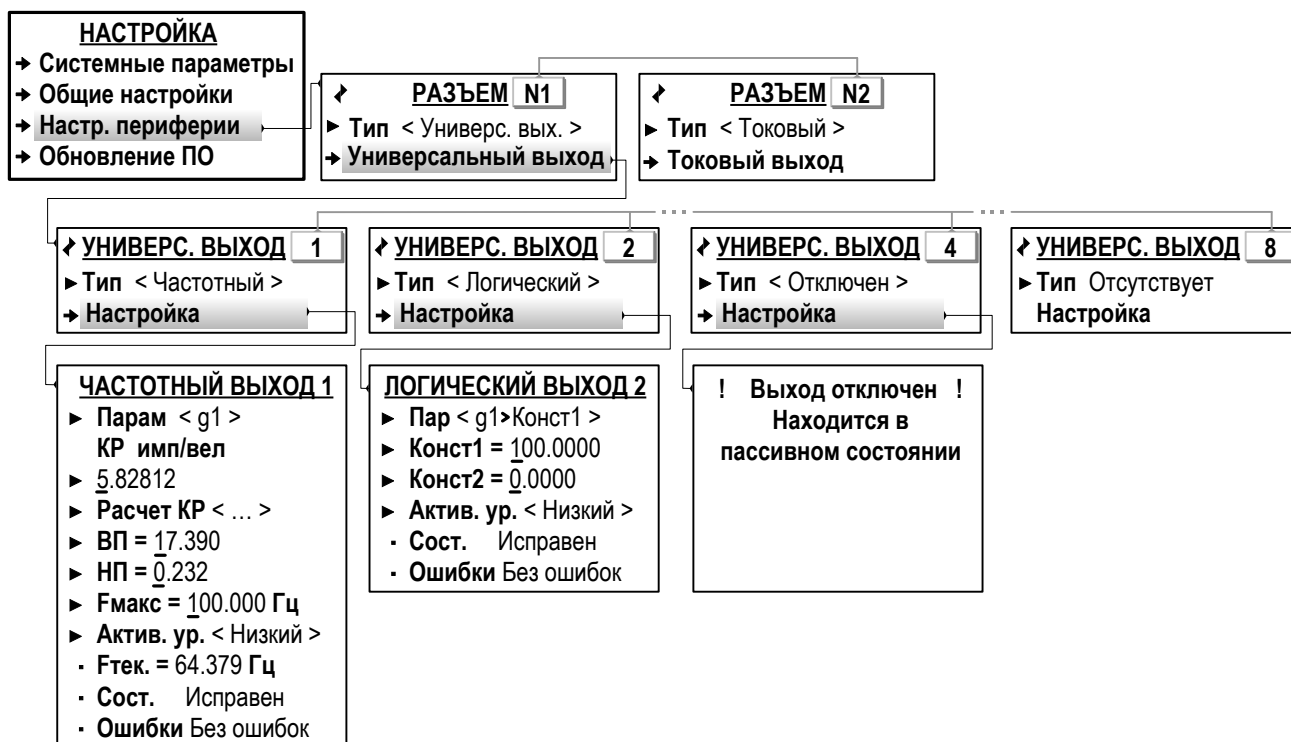 НАСТРОЙКА
Системные параметры
Общие настройки
Настр. периферии
Обновление ПО
РАЗЪЕМ N1
Тип < Универс. вых. >
Универсальный выход
РАЗЪЕМ N2
Тип < Токовый >
Токовый выход
УНИВЕРС. ВЫХОД 1
Тип < Частотный >
Настройка
УНИВЕРС. ВЫХОД 2
Тип < Логический >
Настройка
УНИВЕРС. ВЫХОД 4
Тип < Отключен >
Настройка
УНИВЕРС. ВЫХОД 8
Тип Отсутствует
Настройка
ЧАСТОТНЫЙ ВЫХОД 1
Парам < g1 >
КР имп/вел
5.82812
Расчет КР < … >
ВП = 17.390
НП = 0.232
Fмакс = 100.000 Гц
Актив. ур. < Низкий >
Fтек. = 64.379 Гц
Сост. Исправен
Ошибки Без ошибок
ЛОГИЧЕСКИЙ ВЫХОД 2
Пар < g1>Конст1 >
Конст1 = 100.0000
Конст2 = 0.0000
Актив. ур. < Низкий >
Сост. Исправен
Ошибки Без ошибок
! Выход отключен !
Находится в
пассивном состоянии